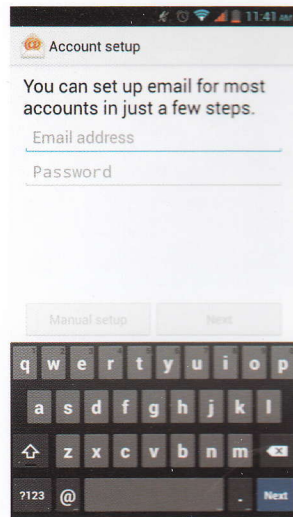 11:41 AM
Account setup
You can set up email for most
accounts in just a few steps.
Email address
Password
Manual setup Next
q w e r t y u i o p
a s d f g h j k l
z x c v b n m
?123 @ . Next